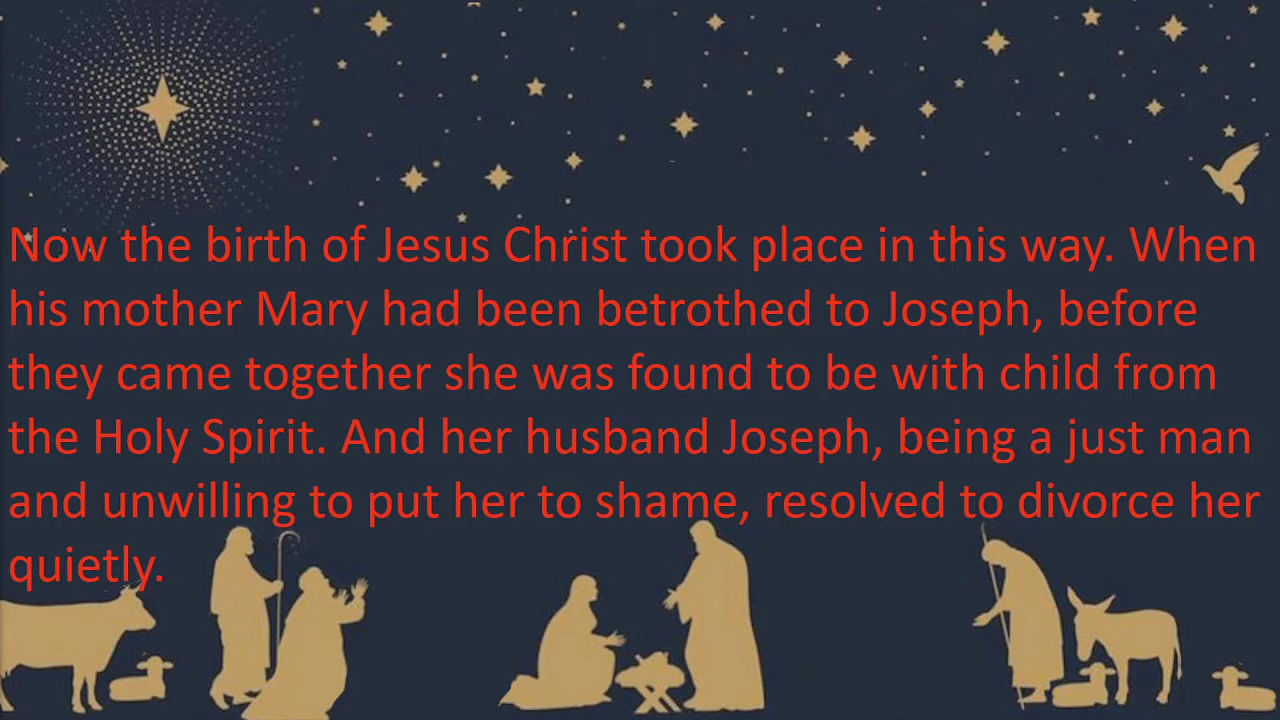 Now the birth of Jesus Christ took place in this way. When
his mother Mary had been betrothed to Joseph, before
they came together she was found to be with child from
the Holy Spirit. And her husband Joseph, being a just man
and unwilling to put her to shame, resolved to divorce her
quietly.